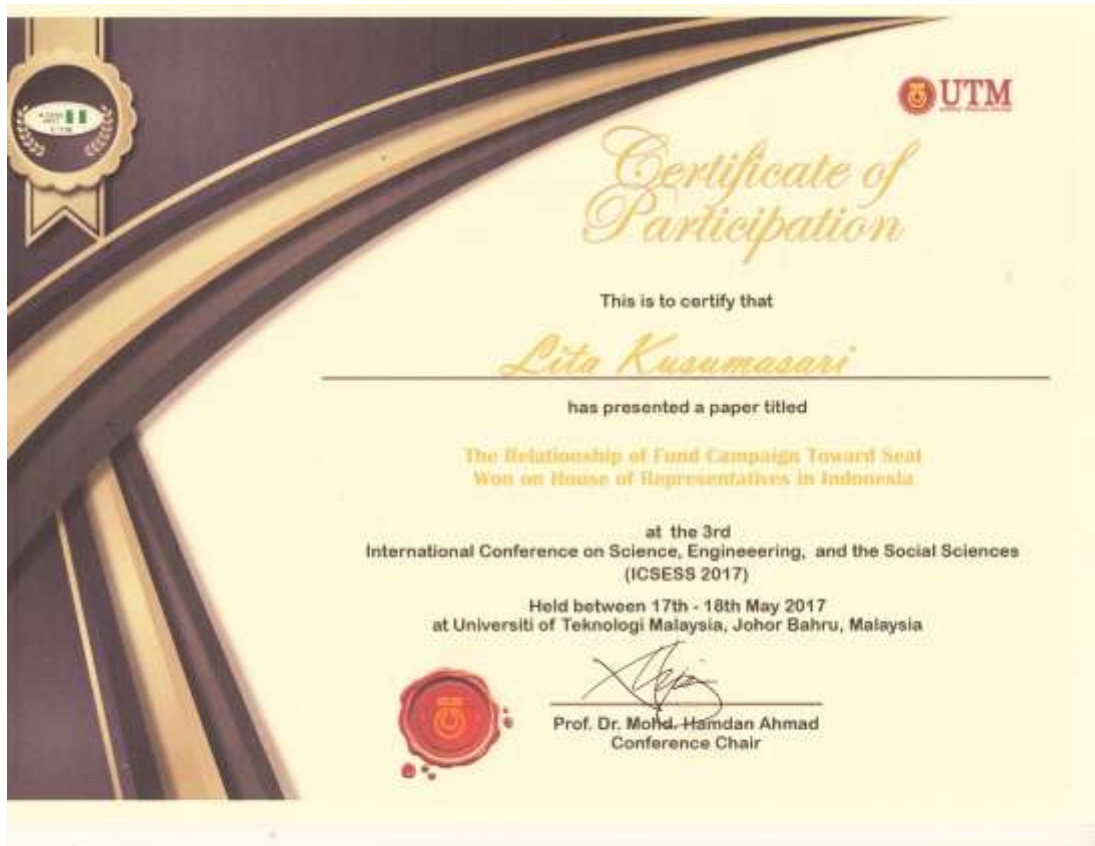 UTM
Certificate of
Participation
This is to certify that
Lita Kusumasari
has presented a paper titled
The Relationship of Fund Campaign Toward Seat
Won on House of Representatives in Indonesia
at the 3rd
International Conference on Science, Engineeering, and the Social Sciences
(ICSESS 2017)
Held between 17th - 18th May 2017
at Universiti of Teknologi Malaysia, Johor Bahru, Malaysia
Prof. Dr. Mohd. Hamdan Ahmad
Conference Chair